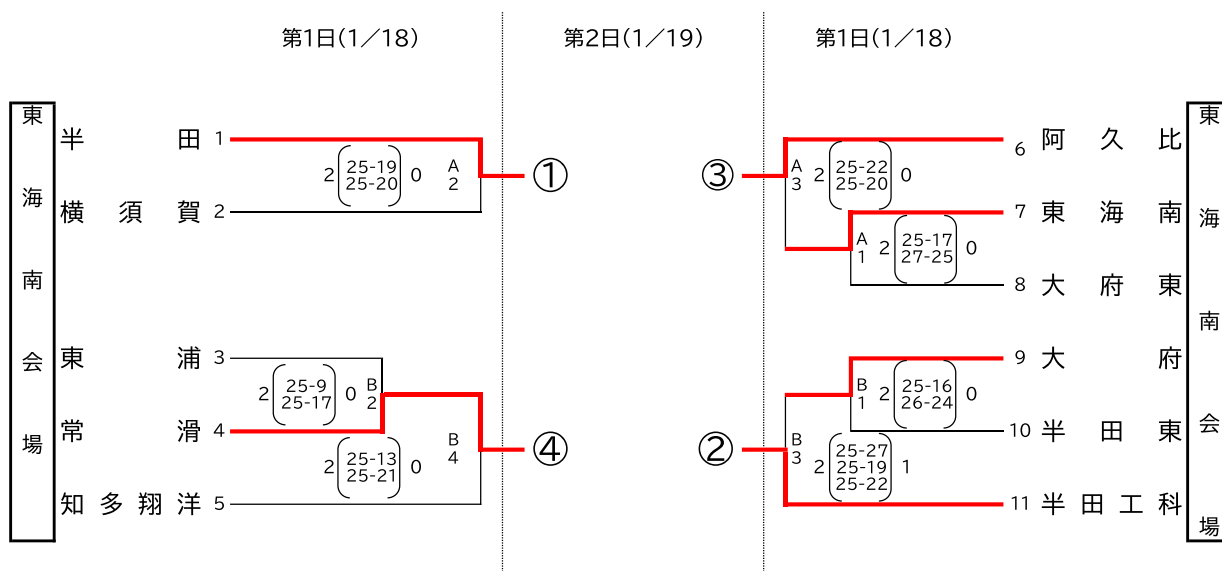 第1日(1／18)
第2日(1／19)
第1日(1／18)
東海南会場
半田 1
2 25-19 0 A
25-20 2
横須賀 2
①
東浦 3
2 25-9 0 B
25-17 2
常滑 4
2 25-13 0 B
25-21 4
知多翔洋 5
④
③
A 2 25-22 0
3 25-20
6 阿久比
7 東海南
A 2 25-17 0
1 27-25
8 大府東
9 大府
B 2 25-16 0
1 26-24
10 半田東
②
B 2 25-27 1
3 25-19
25-22
11 半田工科
東海南会場